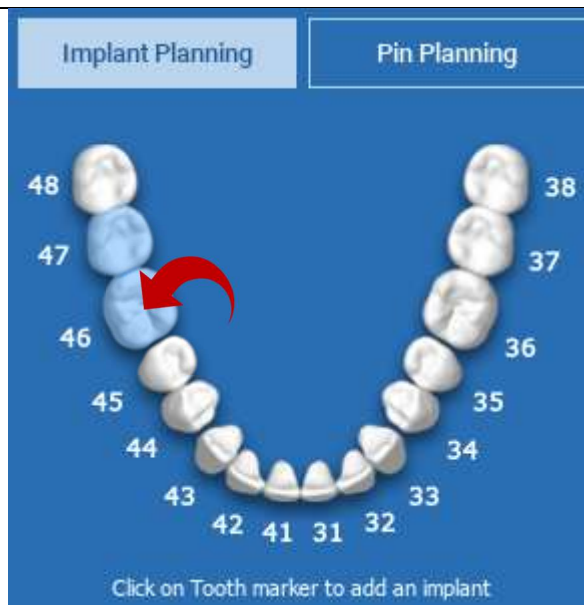 Implant Planning Pin Planning
48 38
47 37
46 36
45 35
44 34
43 33
42 41 31 32
Click on Tooth marker to add an implant